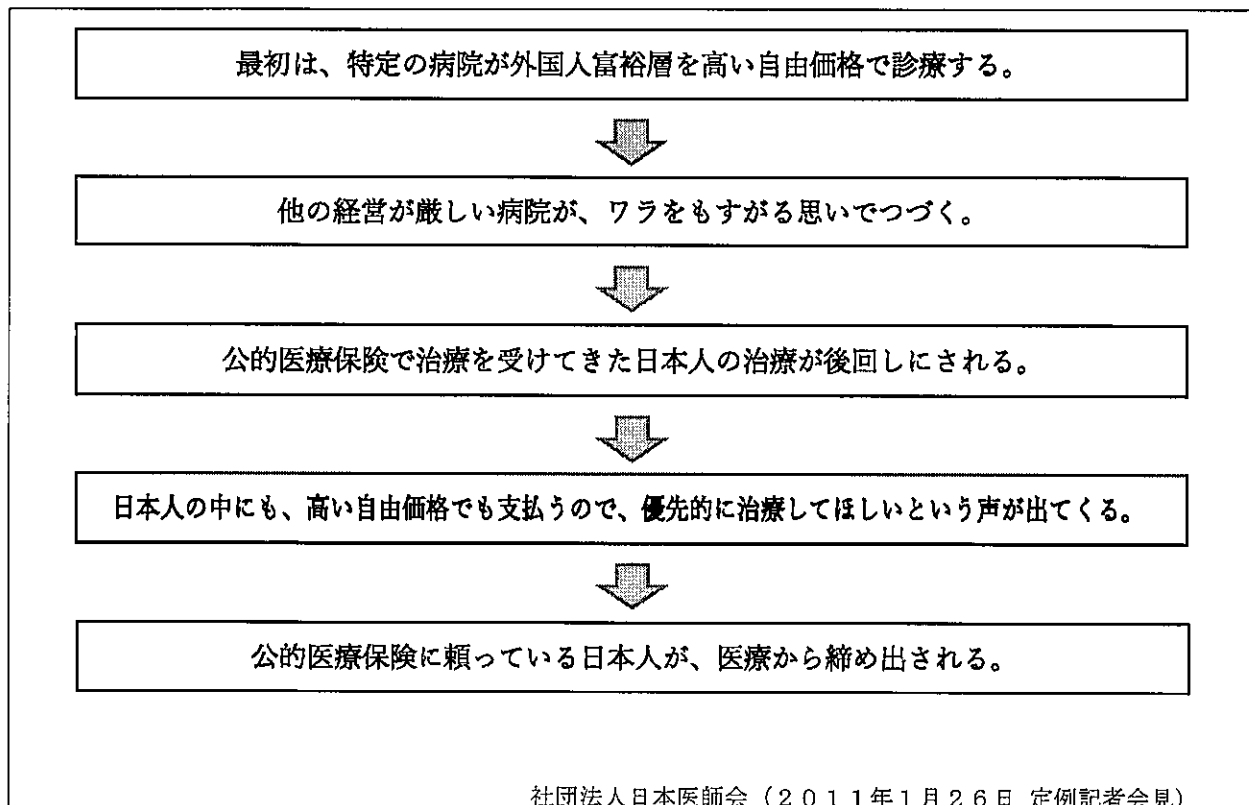 最初は、特定の病院が外国人富裕層を高い自由価格で診療する。
他の経営が厳しい病院が、ワラをもすがる思いでつづく。
公的医療保険で治療を受けてきた日本人の治療が後回しにされる。
日本人の中にも、高い自由価格でも支払うので、優先的に治療してほしいという声が出てくる。
公的医療保険に頼っている日本人が、医療から締め出される。
社団法人日本医師会（２０１１年１月２６日 定例記者会見）